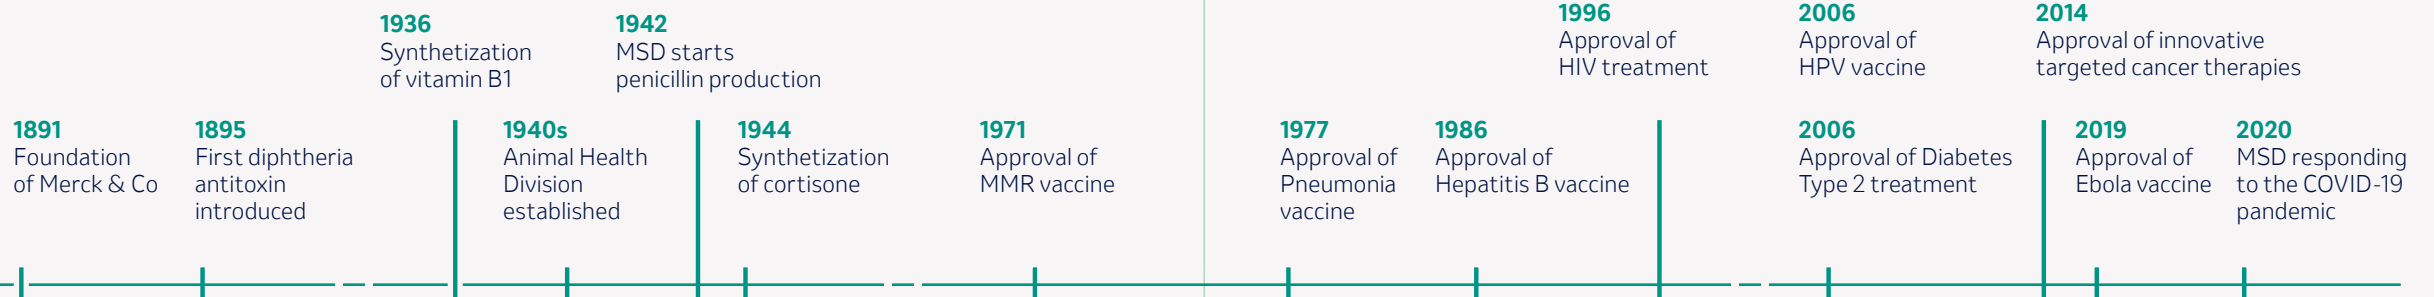 1891
Foundation
of Merck & Co
1895
First diphtheria
antitoxin
introduced
1936
Synthetization
of vitamin B1
1940s
Animal Health
Division
established
1942
MSD starts
penicillin production
1944
Synthetization
of cortisone
1971
Approval of
MMR vaccine
1977
Approval of
Pneumonia
vaccine
1986
Approval of
Hepatitis B vaccine
1996
Approval of
HIV treatment
2006
Approval of
HPV vaccine
2006
Approval of Diabetes
Type 2 treatment
2014
Approval of innovative
targeted cancer therapies
2019
Approval of
Ebola vaccine
2020
MSD responding
to the COVID-19
pandemic